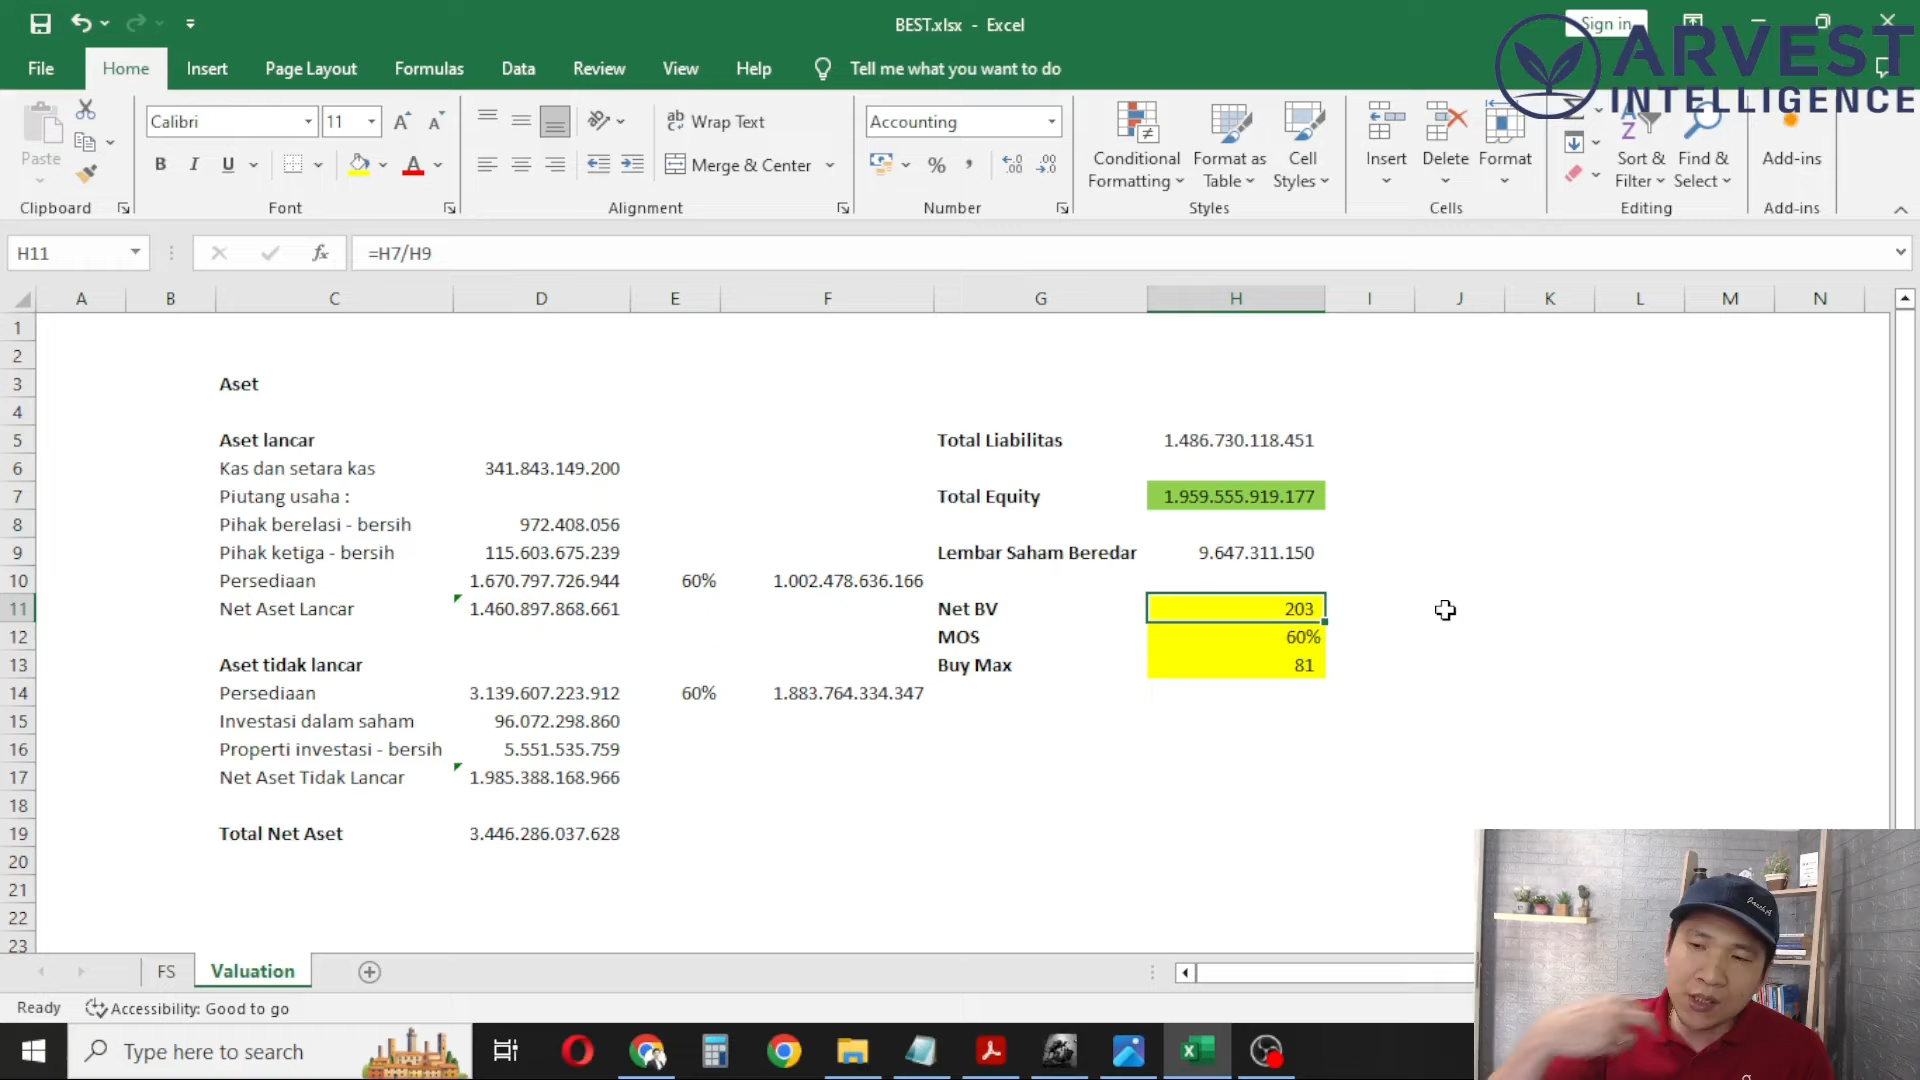 BEST.xlsx - Excel
Sign in
ARVEST
INTELLIGENCE
File Home Insert Page Layout Formulas Data Review View Help Tell me what you want to do
Paste
Clipboard
Calibri 11
B I U
Font
Wrap Text
Merge & Center
Alignment
Accounting
%
Number
Conditional Formatting
Format as Table
Cell Styles
Styles
Insert Delete Format
Cells
Sort & Filter
Find & Select
Editing
Add-ins
Add-ins
H11 fx =H7/H9
A B C D E F G H I J K L M N
1
2
3 Aset
4
5 Aset lancar Total Liabilitas 1.486.730.118.451
6 Kas dan setara kas 341.843.149.200
7 Piutang usaha : Total Equity 1.959.555.919.177
8 Pihak berelasi - bersih 972.408.056
9 Pihak ketiga - bersih 115.603.675.239 Lembar Saham Beredar 9.647.311.150
10 Persediaan 1.670.797.726.944 60% 1.002.478.636.166
11 Net Aset Lancar 1.460.897.868.661 Net BV 203
12 MOS 60%
13 Aset tidak lancar Buy Max 81
14 Persediaan 3.139.607.223.912 60% 1.883.764.334.347
15 Investasi dalam saham 96.072.298.860
16 Properti investasi - bersih 5.551.535.759
17 Net Aset Tidak Lancar 1.985.388.168.966
18
19 Total Net Aset 3.446.286.037.628
20
21
22
23
FS Valuation
Ready Accessibility: Good to go
Type here to search